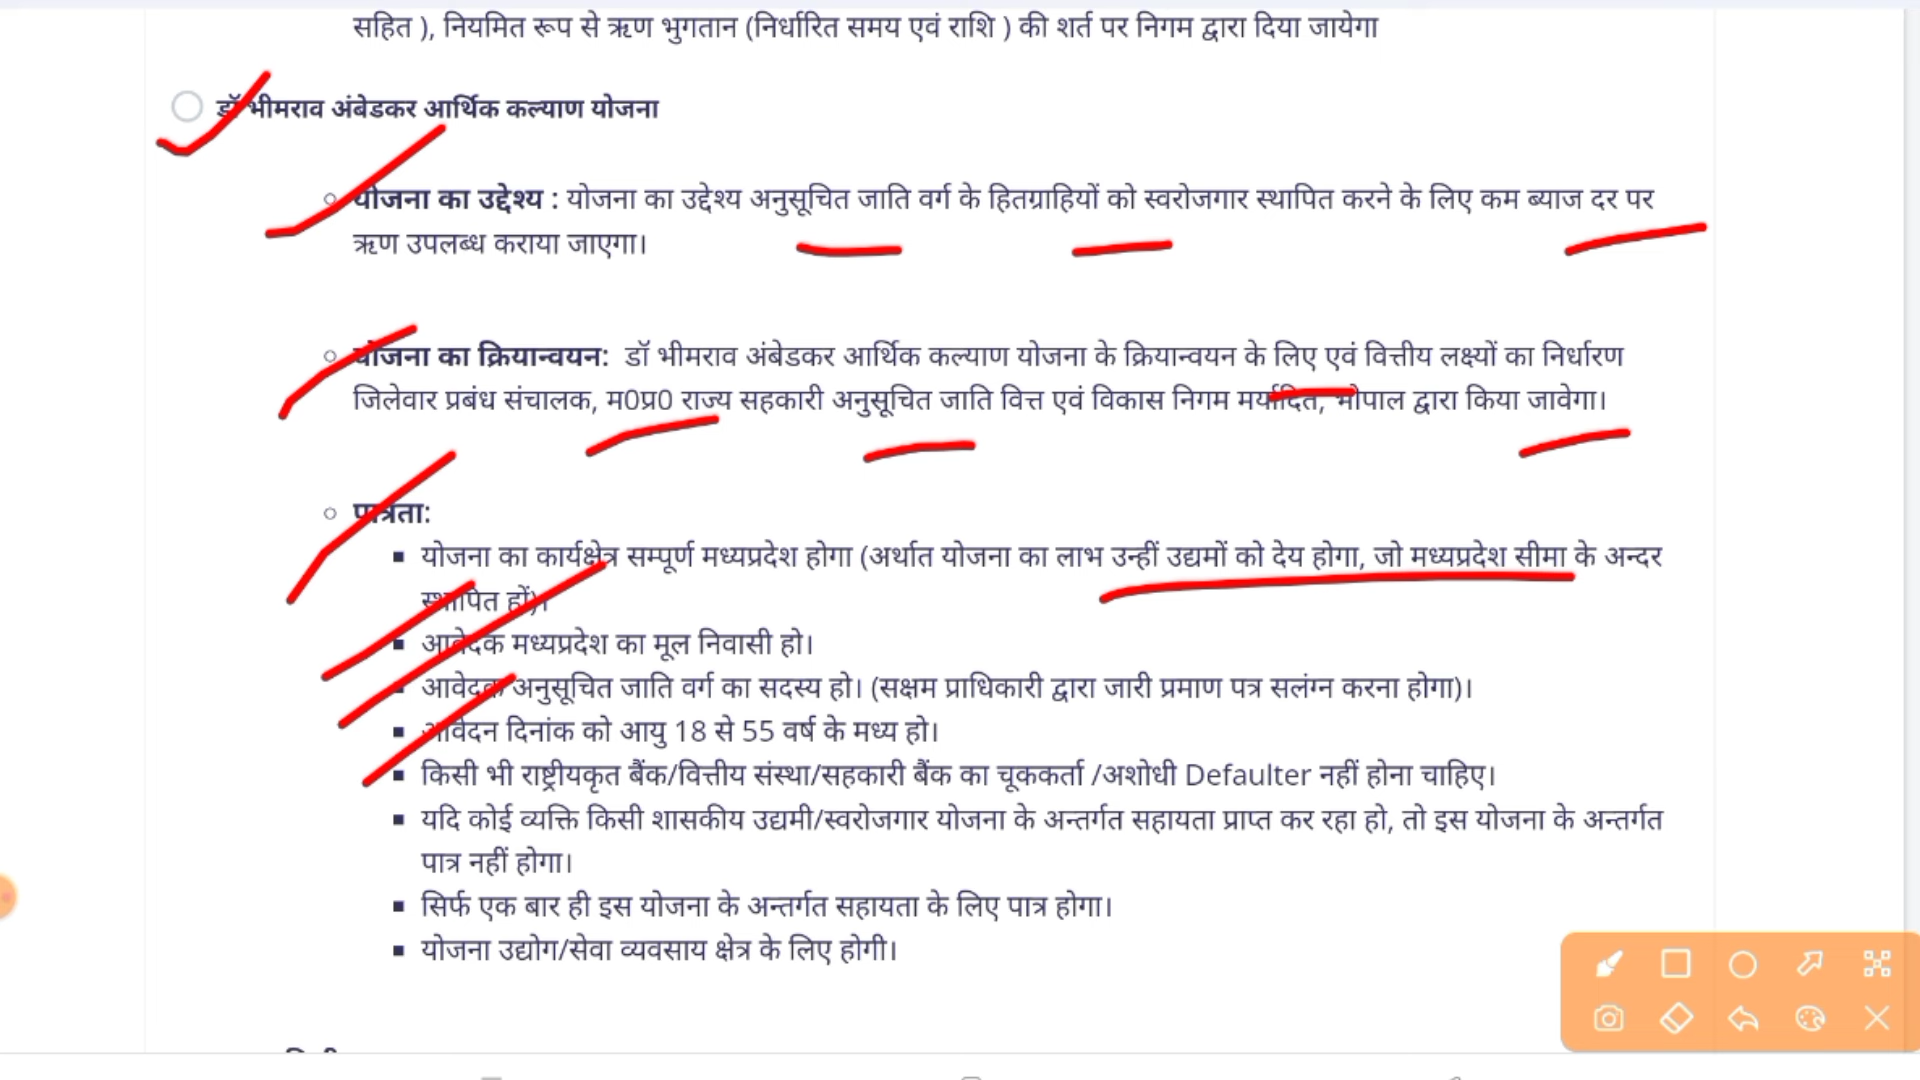 सहित ), नियमित रूप से ऋण भुगतान (निर्धारित समय एवं राशि ) की शर्त पर निगम द्वारा दिया जायेगा
डॉ भीमराव अंबेडकर आर्थिक कल्याण योजना
योजना का उद्देश्य : योजना का उद्देश्य अनुसूचित जाति वर्ग के हितग्राहियों को स्वरोजगार स्थापित करने के लिए कम ब्याज दर पर
ऋण उपलब्ध कराया जाएगा।
योजना का क्रियान्वयन: डॉ भीमराव अंबेडकर आर्थिक कल्याण योजना के क्रियान्वयन के लिए एवं वित्तीय लक्ष्यों का निर्धारण
जिलेवार प्रबंध संचालक, म0प्र0 राज्य सहकारी अनुसूचित जाति वित्त एवं विकास निगम मर्यादित, भोपाल द्वारा किया जावेगा।
पात्रता:
योजना का कार्यक्षेत्र सम्पूर्ण मध्यप्रदेश होगा (अर्थात योजना का लाभ उन्हीं उद्यमों को देय होगा, जो मध्यप्रदेश सीमा के अन्दर
स्थापित हों)।
आवेदक मध्यप्रदेश का मूल निवासी हो।
आवेदक अनुसूचित जाति वर्ग का सदस्य हो। (सक्षम प्राधिकारी द्वारा जारी प्रमाण पत्र सलंग्न करना होगा)।
आवेदन दिनांक को आयु 18 से 55 वर्ष के मध्य हो।
किसी भी राष्ट्रीयकृत बैंक/वित्तीय संस्था/सहकारी बैंक का चूककर्ता /अशोधी Defaulter नहीं होना चाहिए।
यदि कोई व्यक्ति किसी शासकीय उद्यमी/स्वरोजगार योजना के अन्तर्गत सहायता प्राप्त कर रहा हो, तो इस योजना के अन्तर्गत
पात्र नहीं होगा।
सिर्फ एक बार ही इस योजना के अन्तर्गत सहायता के लिए पात्र होगा।
योजना उद्योग/सेवा व्यवसाय क्षेत्र के लिए होगी।